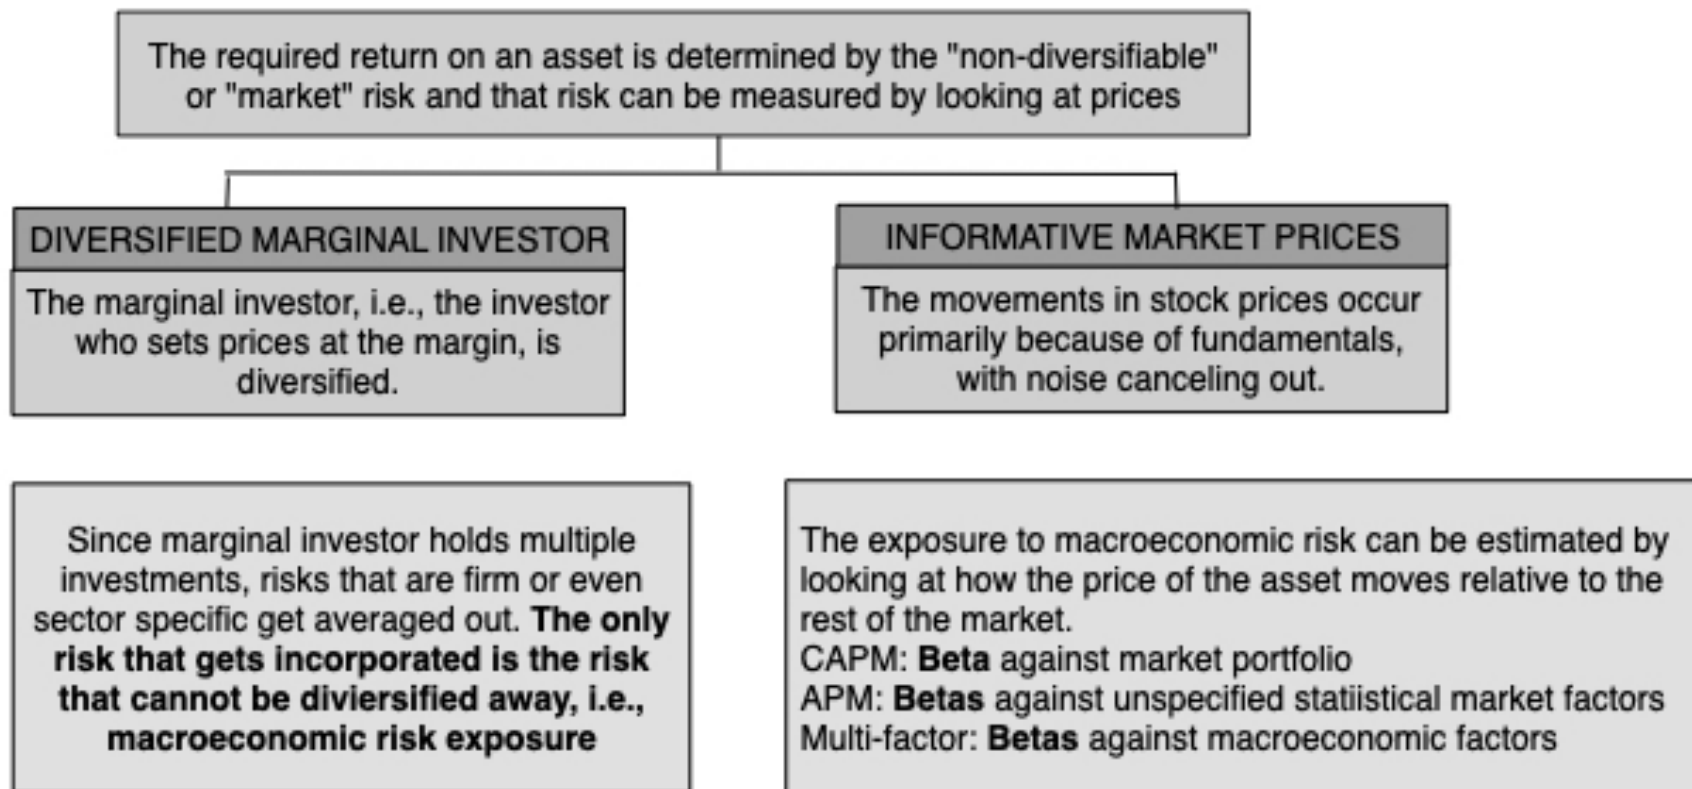 The required return on an asset is determined by the "non-diversifiable"
or "market" risk and that risk can be measured by looking at prices
DIVERSIFIED MARGINAL INVESTOR
The marginal investor, i.e., the investor
who sets prices at the margin, is
diversified.
INFORMATIVE MARKET PRICES
The movements in stock prices occur
primarily because of fundamentals,
with noise canceling out.
Since marginal investor holds multiple
investments, risks that are firm or even
sector specific get averaged out. The only
risk that gets incorporated is the risk
that cannot be diviersified away, i.e.,
macroeconomic risk exposure
The exposure to macroeconomic risk can be estimated by
looking at how the price of the asset moves relative to the
rest of the market.
CAPM: Beta against market portfolio
APM: Betas against unspecified statiistical market factors
Multi-factor: Betas against macroeconomic factors